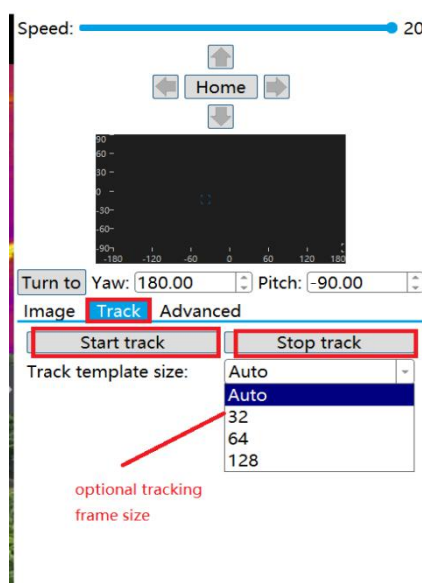 Speed: 20
Home
90
60
30
0
-30
-60
-90
-180 -120 -60 0 60 120 180
Turn to Yaw: 180.00 Pitch: -90.00
Image Track Advanced
Start track Stop track
Track template size: Auto
Auto
32
64
128
optional tracking
frame size